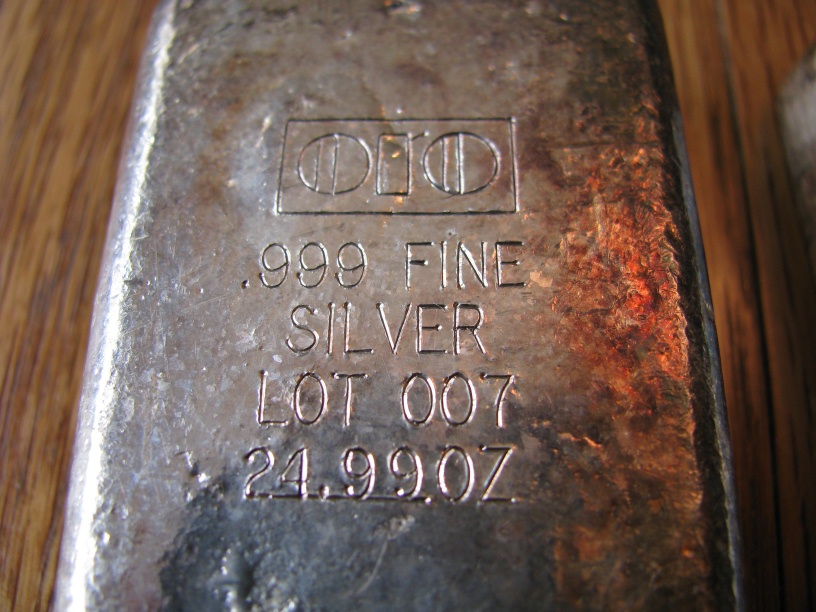 .999 FINE
SILVER
LOT 007
24.99OZ